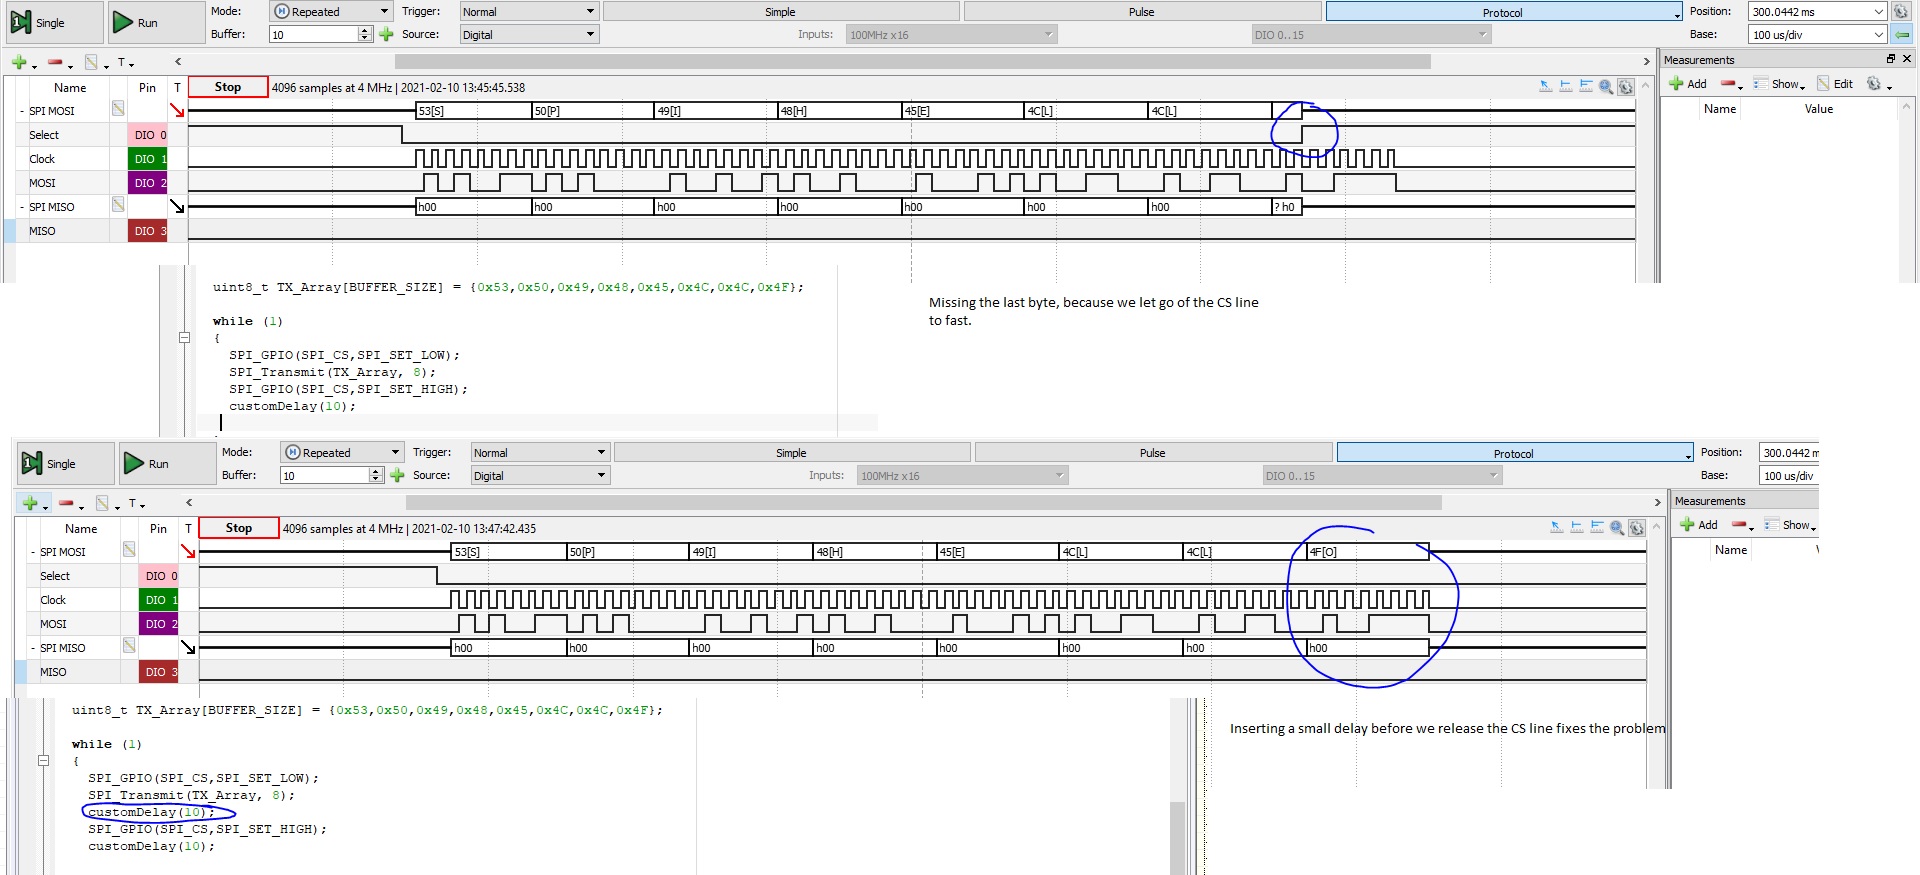 Single
Run
Mode:
Repeated
Trigger:
Normal
Simple
Pulse
Protocol
Position:
300.0442 ms
Buffer:
10
Source:
Digital
Inputs:
100MHz x16
DIO 0..15
Base:
100 us/div
T
Measurements
Name
Pin
T
Stop
4096 samples at 4 MHz | 2021-02-10 13:45:45.538
Add
Show
Edit
Name
Value
- SPI MOSI
53[S]
50[P]
49[I]
48[H]
45[E]
4C[L]
4C[L]
Select
DIO 0
Clock
DIO 1
MOSI
DIO 2
- SPI MISO
h00
h00
h00
h00
h00
h00
h00
? h0
MISO
DIO 3
uint8_t TX_Array[BUFFER_SIZE] = {0x53,0x50,0x49,0x48,0x45,0x4C,0x4C,0x4F};
while (1)
{
SPI_GPIO(SPI_CS,SPI_SET_LOW);
SPI_Transmit(TX_Array, 8);
SPI_GPIO(SPI_CS,SPI_SET_HIGH);
customDelay(10);
Missing the last byte, because we let go of the CS line
to fast.
Single
Run
Mode:
Repeated
Trigger:
Normal
Simple
Pulse
Protocol
Position:
300.0442 m
Buffer:
10
Source:
Digital
Inputs:
100MHz x16
DIO 0..15
Base:
100 us/div
T
Measurements
Name
Pin
T
Stop
4096 samples at 4 MHz | 2021-02-10 13:47:42.435
Add
Show
Name
- SPI MOSI
53[S]
50[P]
49[I]
48[H]
45[E]
4C[L]
4C[L]
4F[O]
Select
DIO 0
Clock
DIO 1
MOSI
DIO 2
- SPI MISO
h00
h00
h00
h00
h00
h00
h00
h00
MISO
DIO 3
uint8_t TX_Array[BUFFER_SIZE] = {0x53,0x50,0x49,0x48,0x45,0x4C,0x4C,0x4F};
while (1)
{
SPI_GPIO(SPI_CS,SPI_SET_LOW);
SPI_Transmit(TX_Array, 8);
customDelay(10);
SPI_GPIO(SPI_CS,SPI_SET_HIGH);
customDelay(10);
Inserting a small delay before we release the CS line fixes the problem